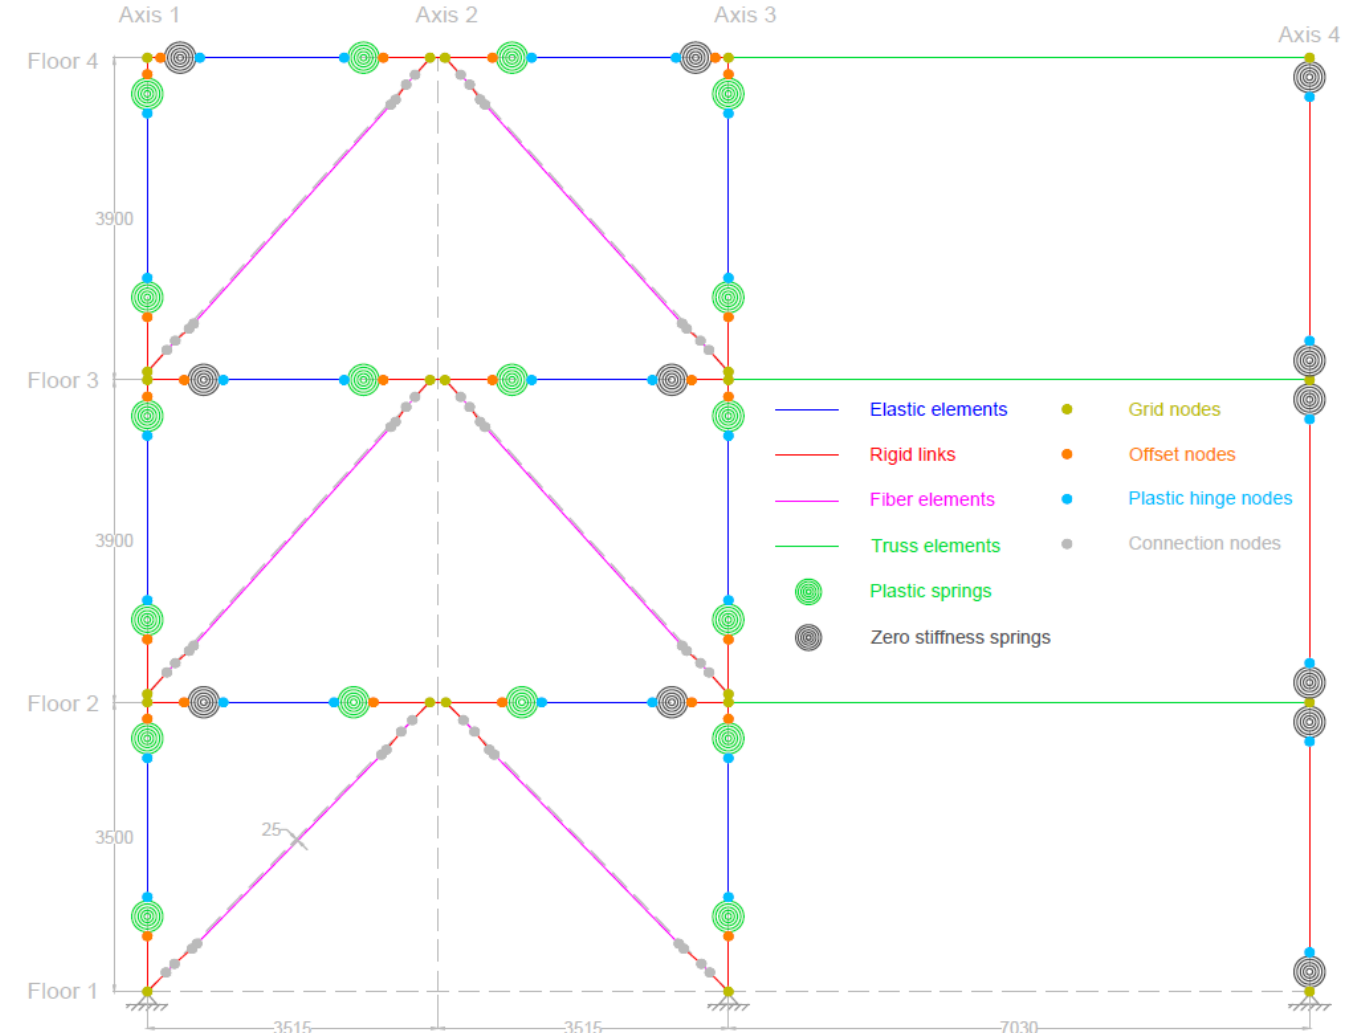 Axis 1
Axis 2
Axis 3
Axis 4
Floor 4
3900
Floor 3
Elastic elements
Grid nodes
Rigid links
Offset nodes
Fiber elements
Plastic hinge nodes
3900
Truss elements
Connection nodes
Plastic springs
Zero stiffness springs
Floor 2
25
3500
Floor 1
3515
3515
7030